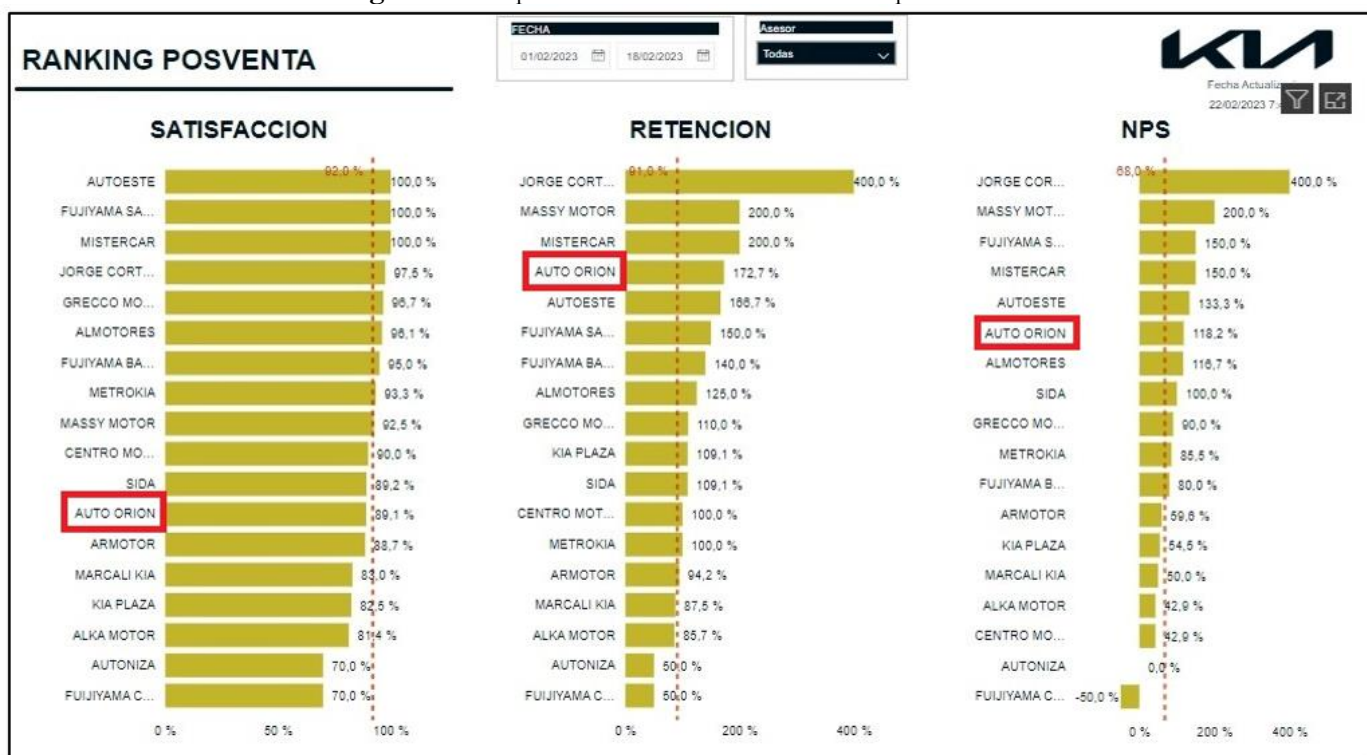 FECHA
Asesor
01/02/2023
18/02/2023
Todas
KIA
RANKING POSVENTA
Fecha
22/02/2023
SATISFACCION
92,0 %
AUTOESTE 100,0 %
FUJIYAMA SA... 100,0 %
MISTERCAR 100,0 %
JORGE CORT... 97,5 %
GRECCO MO... 96,7 %
ALMOTORES 96,1 %
FUJIYAMA BA... 95,0 %
METROKIA 93,3 %
MASSY MOTOR 92,5 %
CENTRO MO... 90,0 %
SIDA 89,2 %
AUTO ORION 89,1 %
ARMOTOR 88,7 %
MARCALI KIA 83,0 %
KIA PLAZA 82,5 %
ALKA MOTOR 81,4 %
AUTONIZA 70,0 %
FUIJIYAMA C... 70,0 %
0 % 50 % 100 %
RETENCION
91,0 %
JORGE CORT... 400,0 %
MASSY MOTOR 200,0 %
MISTERCAR 200,0 %
AUTO ORION 172,7 %
AUTOESTE 166,7 %
FUJIYAMA SA... 150,0 %
FUJIYAMA BA... 140,0 %
ALMOTORES 125,0 %
GRECCO MO... 110,0 %
KIA PLAZA 109,1 %
SIDA 109,1 %
CENTRO MOT... 100,0 %
METROKIA 100,0 %
ARMOTOR 94,2 %
MARCALI KIA 87,5 %
ALKA MOTOR 85,7 %
AUTONIZA 50,0 %
FUIJIYAMA C... 50,0 %
0 % 200 % 400 %
NPS
68,0 %
JORGE COR... 400,0 %
MASSY MOT... 200,0 %
FUJIYAMA S... 150,0 %
MISTERCAR 150,0 %
AUTOESTE 133,3 %
AUTO ORION 118,2 %
ALMOTORES 116,7 %
SIDA 100,0 %
GRECCO MO... 90,0 %
METROKIA 85,5 %
FUJIYAMA B... 80,0 %
ARMOTOR 59,6 %
KIA PLAZA 54,5 %
MARCALI KIA 50,0 %
ALKA MOTOR 42,9 %
CENTRO MO... 42,9 %
AUTONIZA 0,0 %
FUIJIYAMA C... -50,0 %
0 % 200 % 400 %